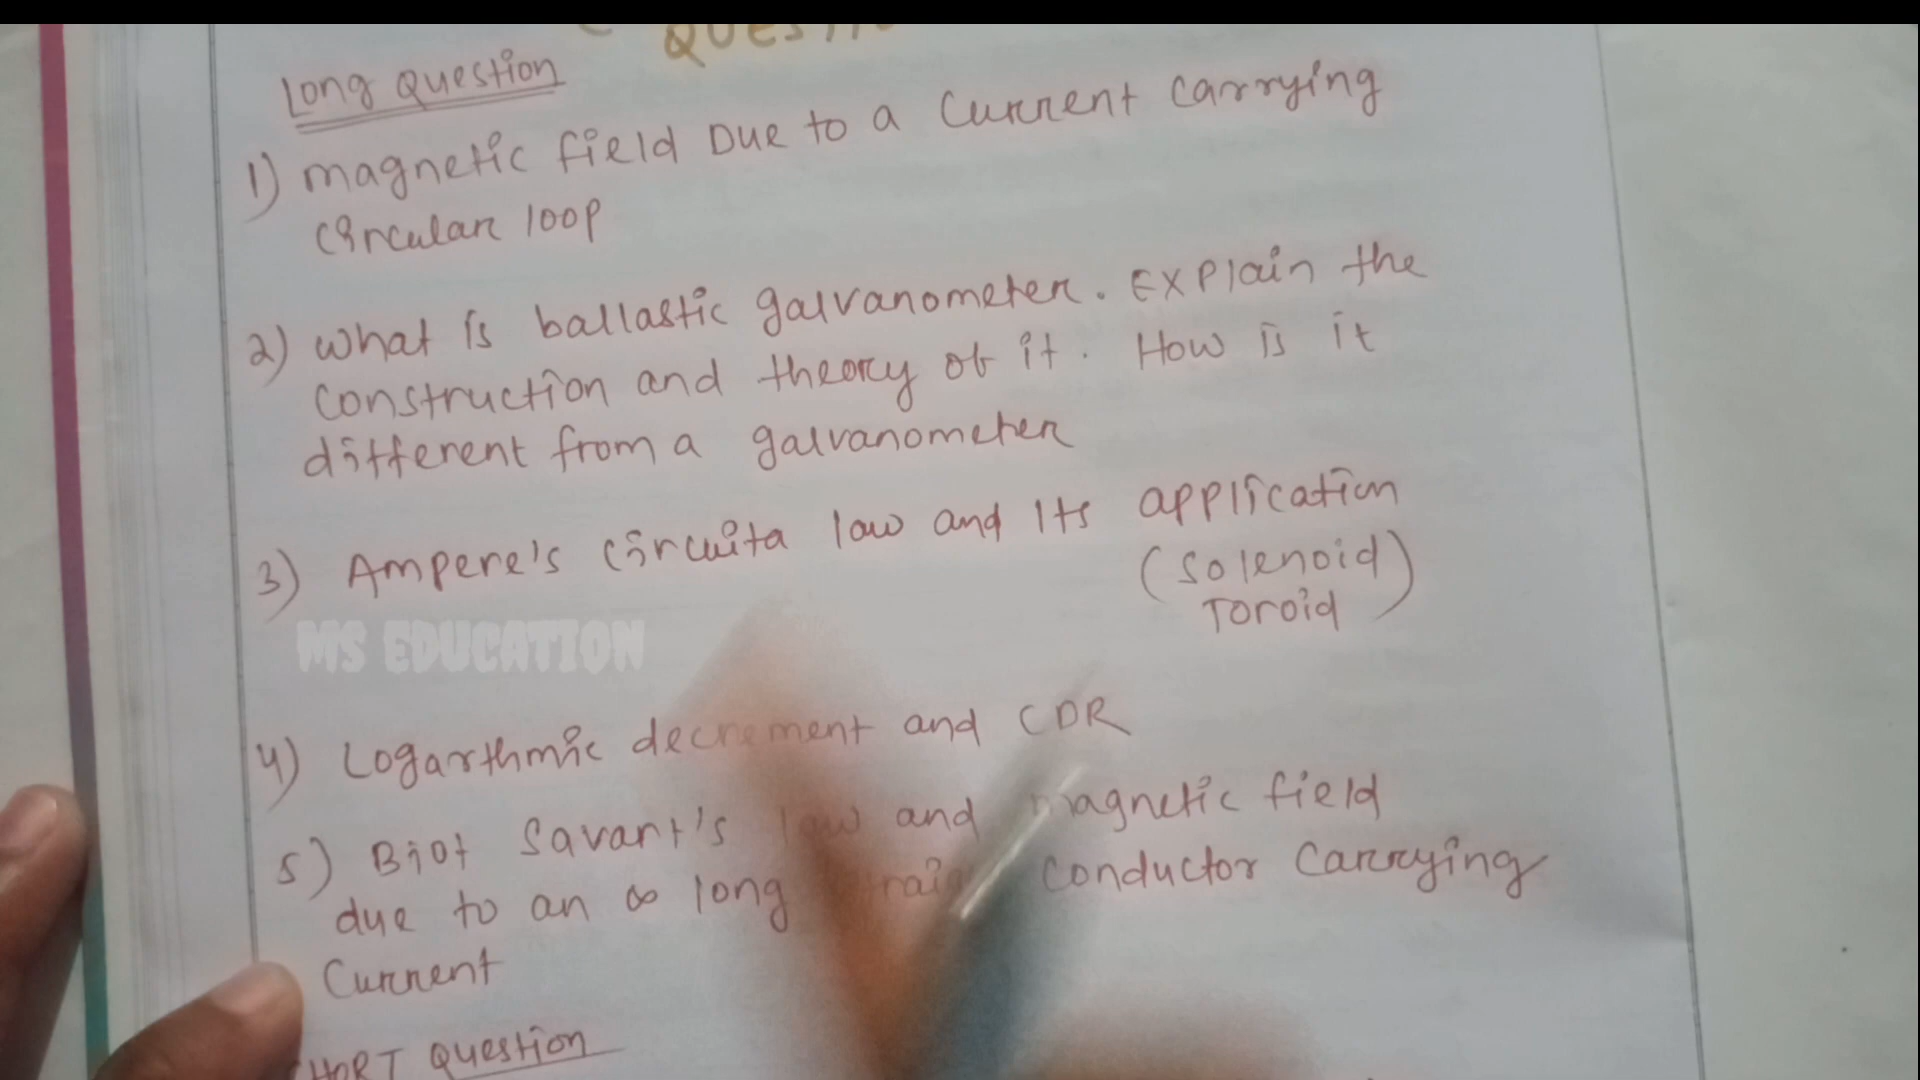 Long Question
1) magnetic field Due to a Current Carrying
Circular loop
2) What is ballastic galvanometer. Explain the
Construction and theory of it. How is it
different from a galvanometer
3) Ampere's Circuita law and Its application
(Solenoid)
Toroid
MS EDUCATION
4) Logarthmic decrement and CDR
5) Biot Savart's law and magnetic field
due to an ∞ long conductor Carrying
Current
Question